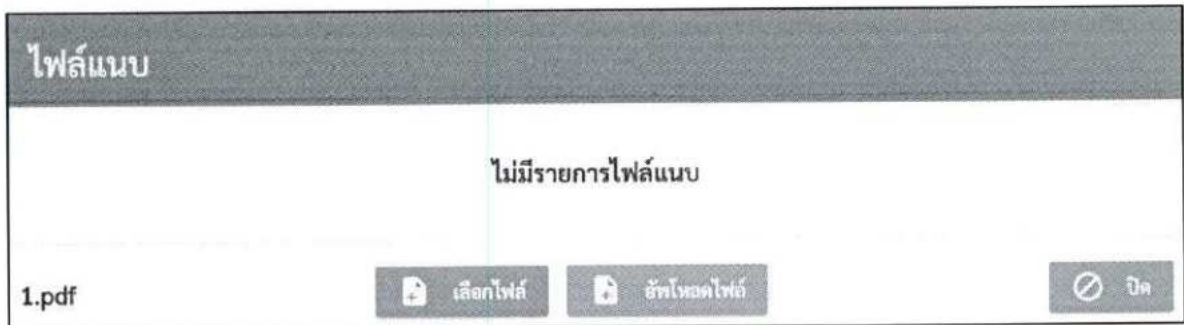 ไฟล์แนบ
ไม่มีรายการไฟล์แนบ
1.pdf เลือกไฟล์ อัพโหลดไฟล์ ปิด